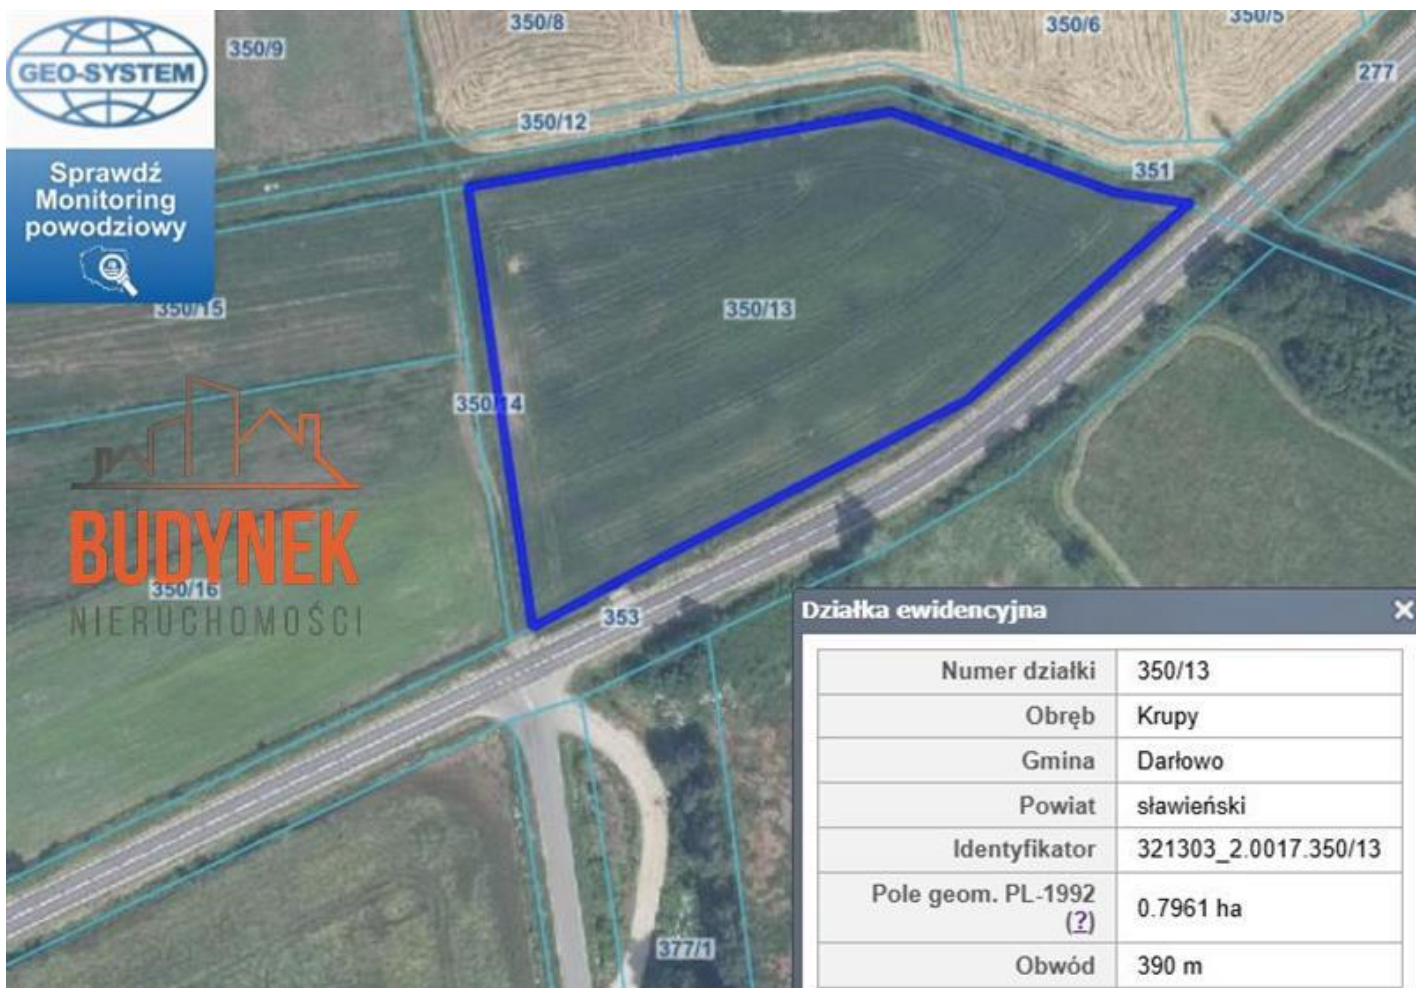 350/8
350/6
350/5
350/9
277
GEO-SYSTEM
350/12
351
Sprawdź
Monitoring
powodziowy
350/15
350/13
350/14
BUDYNEK
350/16
NIERUCHOMOŚCI
353
Działka ewidencyjna
Numer działki 350/13
Obręb Krupy
Gmina Darłowo
Powiat sławieński
Identyfikator 321303_2.0017.350/13
Pole geom. PL-1992
(?) 0.7961 ha
377/1
Obwód 390 m